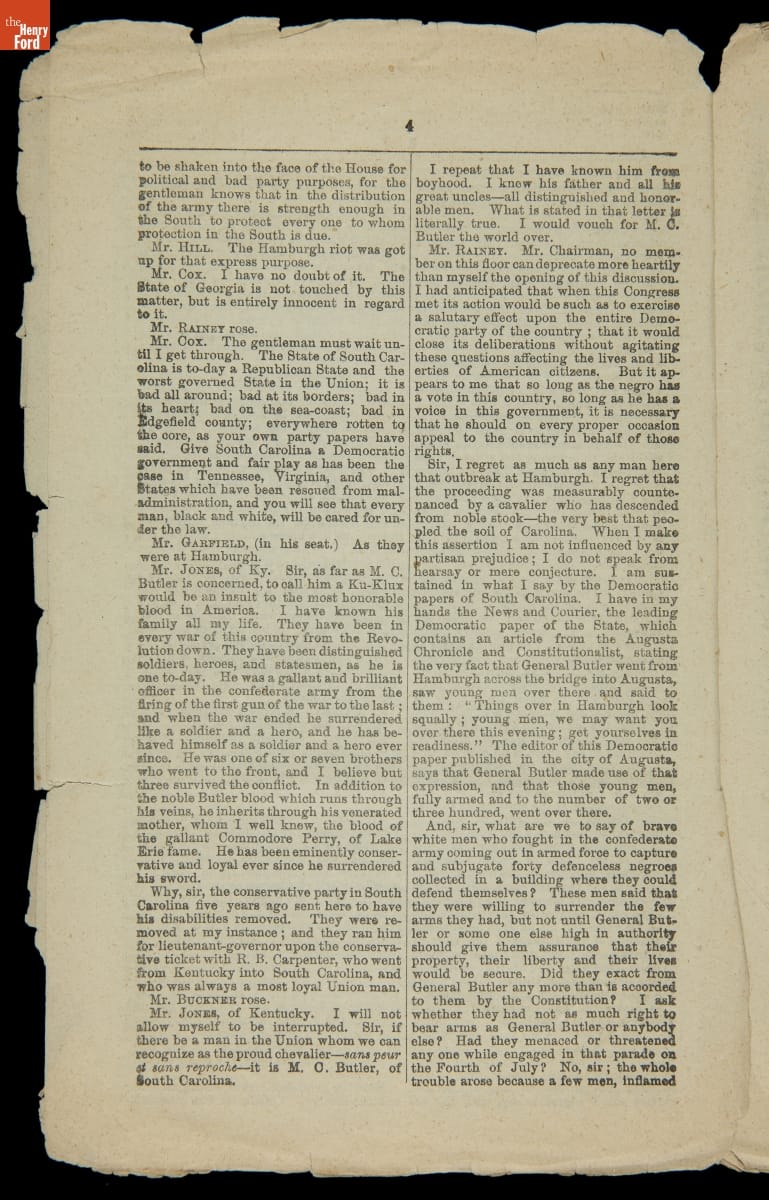 the
Henry
Ford
4
to be shaken into the face of the House for
political and bad party purposes, for the
gentleman knows that in the distribution
of the army there is strength enough in
the South to protect every one to whom
protection in the South is due.
Mr. HILL. The Hamburgh riot was got
up for that express purpose.
Mr. COX. I have no doubt of it. The
State of Georgia is not touched by this
matter, but is entirely innocent in regard
to it.
Mr. RAINEY rose.
Mr. COX. The gentleman must wait un-
til I get through. The State of South Car-
olina is to-day a Republican State and the
worst governed State in the Union; it is
bad all around; bad at its borders; bad in
its heart; bad on the sea-coast; bad in
Edgefield county; everywhere rotten to
the core, as your own party papers have
said. Give South Carolina a Democratic
government and fair play as has been the
case in Tennessee, Virginia, and other
States which have been rescued from mal-
administration, and you will see that every
man, black and white, will be cared for un-
der the law.
Mr. GARFIELD, (in his seat.) As they
were at Hamburgh.
Mr. JONES, of Ky. Sir, as far as M. C.
Butler is concerned, to call him a Ku-Klux
would be an insult to the most honorable
blood in America. I have known his
family all my life. They have been in
every war of this country from the Revo-
lution down. They have been distinguished
soldiers, heroes, and statesmen, as he is
one to-day. He was a gallant and brilliant
officer in the confederate army from the
firing of the first gun of the war to the last;
and when the war ended he surrendered
like a soldier and a hero, and he has be-
haved himself as a soldier and a hero ever
since. He was one of six or seven brothers
who went to the front, and I believe but
three survived the conflict. In addition to
the noble Butler blood which runs through
his veins, he inherits through his venerated
mother, whom I well knew, the blood of
the gallant Commodore Perry, of Lake
Erie fame. He has been eminently conser-
vative and loyal ever since he surrendered
his sword.
Why, sir, the conservative party in South
Carolina five years ago sent here to have
his disabilities removed. They were re-
moved at my instance; and they ran him
for lieutenant-governor upon the conserva-
tive ticket with R. B. Carpenter, who went
from Kentucky into South Carolina, and
who was always a most loyal Union man.
Mr. BUCKNER rose.
Mr. JONES, of Kentucky. I will not
allow myself to be interrupted. Sir, if
there be a man in the Union whom we can
recognize as the proud chevalier—sans peur
et sans reproche—it is M. C. Butler, of
South Carolina.
I repeat that I have known him from
boyhood. I knew his father and all his
great uncles—all distinguished and honor-
able men. What is stated in that letter is
literally true. I would vouch for M. C.
Butler the world over.
Mr. RAINEY. Mr. Chairman, no mem-
ber on this floor can deprecate more heartily
than myself the opening of this discussion.
I had anticipated that when this Congress
met its action would be such as to exercise
a salutary effect upon the entire Demo-
cratic party of the country; that it would
close its deliberations without agitating
these questions affecting the lives and lib-
erties of American citizens. But it ap-
pears to me that so long as the negro has
a vote in this country, so long as he has a
voice in this government, it is necessary
that he should on every proper occasion
appeal to the country in behalf of those
rights.
Sir, I regret as much as any man here
that outbreak at Hamburgh. I regret that
the proceeding was measurably counte-
nanced by a cavalier who has descended
from noble stock—the very best that peo-
pled the soil of Carolina. When I make
this assertion I am not influenced by any
partisan prejudice; I do not speak from
hearsay or mere conjecture. I am sus-
tained in what I say by the Democratic
papers of South Carolina. I have in my
hands the News and Courier, the leading
Democratic paper of the State, which
contains an article from the Augusta
Chronicle and Constitutionalist, stating
the very fact that General Butler went from
Hamburgh across the bridge into Augusta,
saw young men over there and said to
them: "Things over in Hamburgh look
squally; young men, we may want you
over there this evening; get yourselves in
readiness." The editor of this Democratic
paper published in the city of Augusta,
says that General Butler made use of that
expression, and that those young men,
fully armed and to the number of two or
three hundred, went over there.
And, sir, what are we to say of brave
white men who fought in the confederate
army coming out in armed force to capture
and subjugate forty defenceless negroes
collected in a building where they could
defend themselves? These men said that
they were willing to surrender the few
arms they had, but not until General But-
ler or some one else high in authority
should give them assurance that their
property, their liberty and their lives
would be secure. Did they exact from
General Butler any more than is accorded
to them by the Constitution? I ask
whether they had not as much right to
bear arms as General Butler or anybody
else? Had they menaced or threatened
any one while engaged in that parade on
the Fourth of July? No, sir; the whole
trouble arose because a few men, inflamed